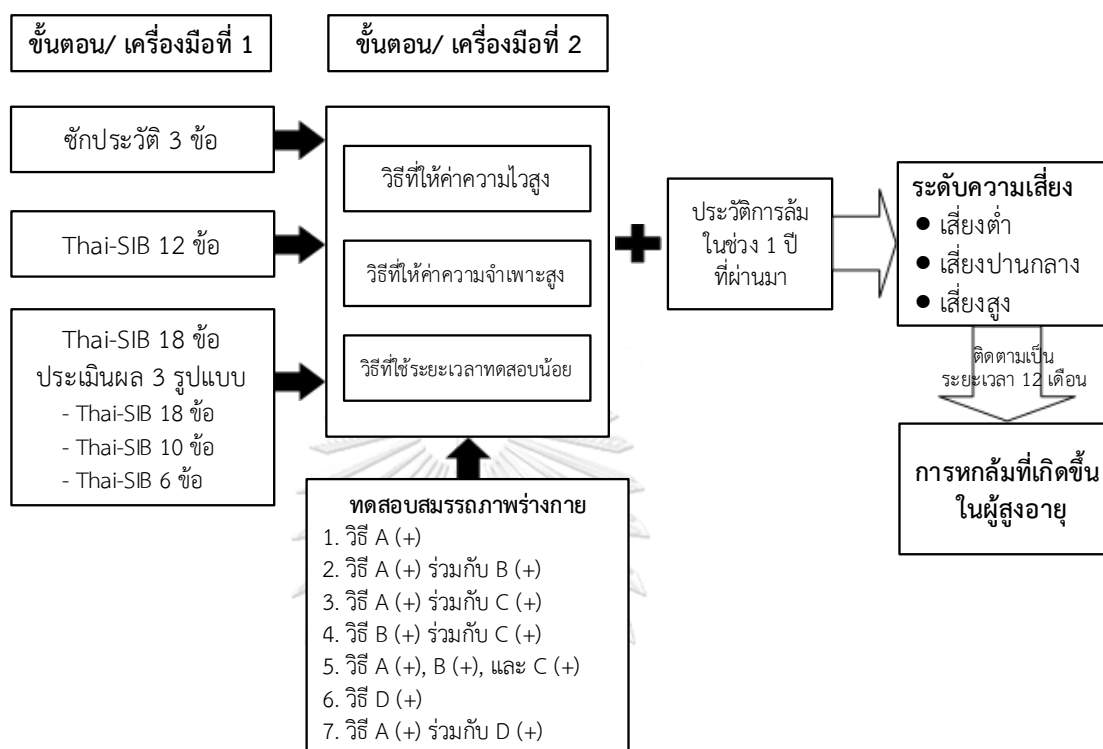 ขั้นตอน/ เครื่องมือที่ 1
ขั้นตอน/ เครื่องมือที่ 2
ซักประวัติ 3 ข้อ
Thai-SIB 12 ข้อ
Thai-SIB 18 ข้อ
ประเมินผล 3 รูปแบบ
- Thai-SIB 18 ข้อ
- Thai-SIB 10 ข้อ
- Thai-SIB 6 ข้อ
วิธีที่ให้ค่าความไวสูง
วิธีที่ให้ค่าความจำเพาะสูง
วิธีที่ใช้ระยะเวลาทดสอบน้อย
ทดสอบสมรรถภาพร่างกาย
1. วิธี A (+)
2. วิธี A (+) ร่วมกับ B (+)
3. วิธี A (+) ร่วมกับ C (+)
4. วิธี B (+) ร่วมกับ C (+)
5. วิธี A (+), B (+), และ C (+)
6. วิธี D (+)
7. วิธี A (+) ร่วมกับ D (+)
ประวัติการล้ม
ในช่วง 1 ปี
ที่ผ่านมา
ระดับความเสี่ยง
● เสี่ยงต่ำ
● เสี่ยงปานกลาง
● เสี่ยงสูง
ติดตามเป็น
ระยะเวลา 12 เดือน
การหกล้มที่เกิดขึ้น
ในผู้สูงอายุ